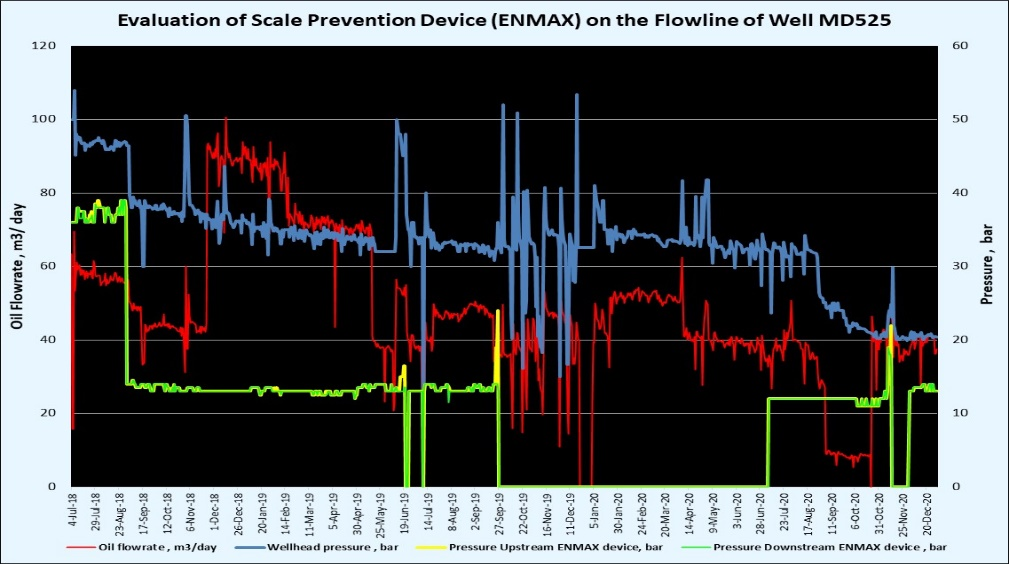 Evaluation of Scale Prevention Device (ENMAX) on the Flowline of Well MD525
120
100
80
60
40
20
0
Oil Flowrate, m3/ day
60
50
40
30
20
10
0
Pressure , bar
4-Jul-18
29-Jul-18
23-Aug-18
17-Sep-18
12-Oct-18
6-Nov-18
1-Dec-18
26-Dec-18
20-Jan-19
14-Feb-19
11-Mar-19
5-Apr-19
30-Apr-19
25-May-19
19-Jun-19
14-Jul-19
8-Aug-19
2-Sep-19
27-Sep-19
22-Oct-19
16-Nov-19
11-Dec-19
5-Jan-20
30-Jan-20
24-Feb-20
20-Mar-20
14-Apr-20
9-May-20
3-Jun-20
28-Jun-20
23-Jul-20
17-Aug-20
11-Sep-20
6-Oct-20
31-Oct-20
25-Nov-20
20-Dec-20
Oil flowrate , m3/day
Wellhead pressure , bar
Pressure Upstream ENMAX device, bar
Pressure Downstream ENMAX device , bar